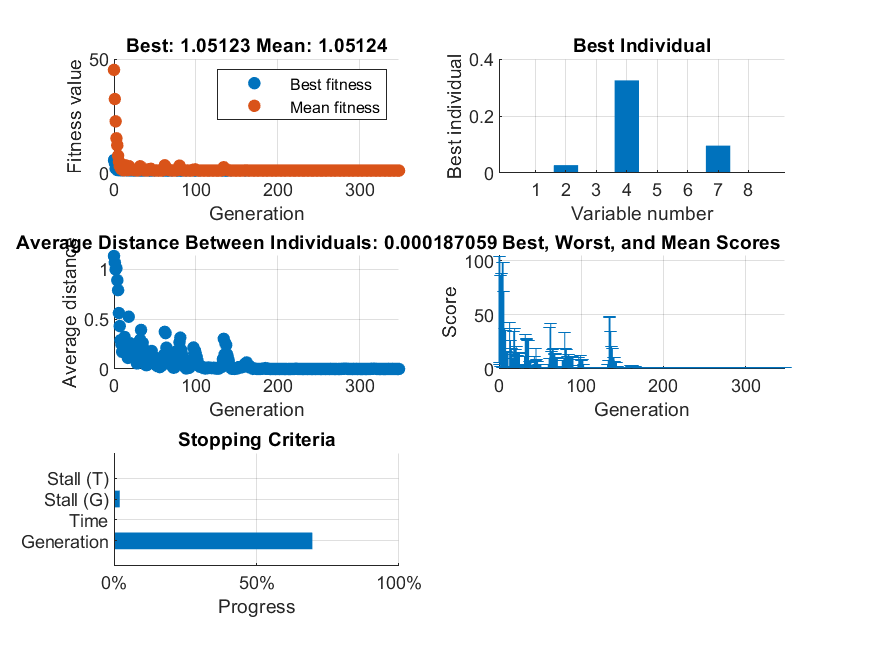 Best: 1.05123 Mean: 1.05124
Fitness value
50
0
Best fitness
Mean fitness
0 100 200 300
Generation
Best Individual
Best individual
0.4
0.2
0
1 2 3 4 5 6 7 8
Variable number
Average Distance Between Individuals: 0.000187059
Average distance
1
0.5
0
0 100 200 300
Generation
Best, Worst, and Mean Scores
Score
100
50
0
0 100 200 300
Generation
Stopping Criteria
Stall (T)
Stall (G)
Time
Generation
0% 50% 100%
Progress